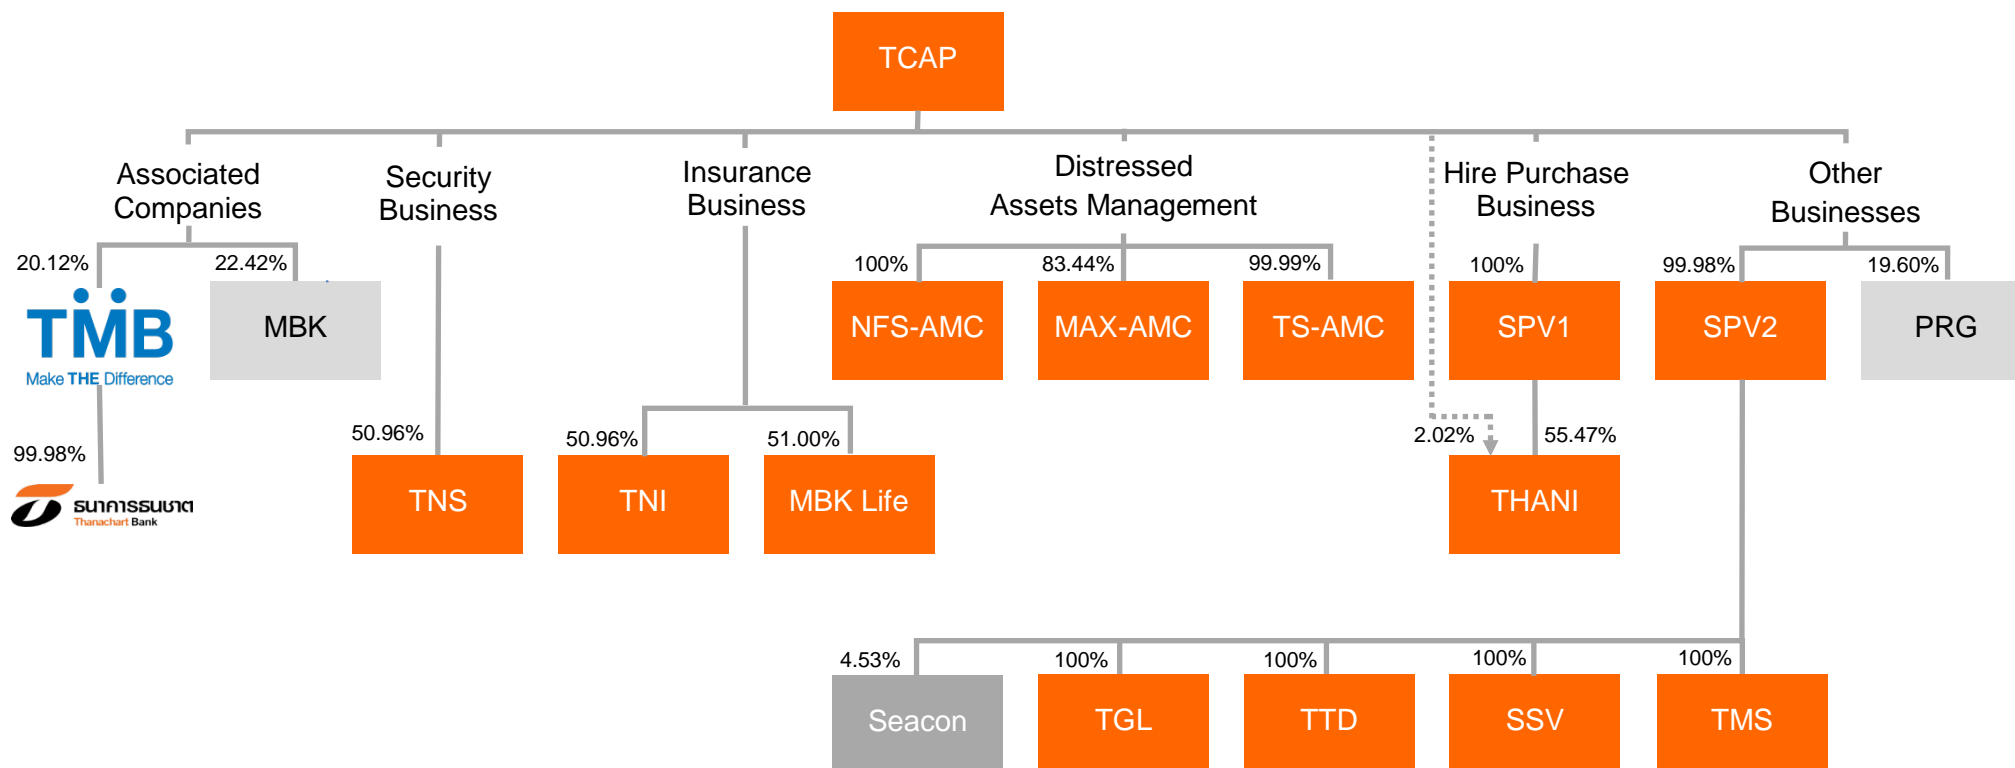 TCAP
Associated
Companies
Security
Business
Insurance
Business
Distressed
Assets Management
Hire Purchase
Business
Other
Businesses
20.12%
22.42%
100%
83.44%
99.99%
100%
99.98%
19.60%
TMB
Make THE Difference
MBK
NFS-AMC
MAX-AMC
TS-AMC
SPV1
SPV2
PRG
99.98%
50.96%
50.96%
51.00%
2.02%
55.47%
ธนาคารธนชาต
Thanachart Bank
TNS
TNI
MBK Life
THANI
4.53%
100%
100%
100%
100%
Seacon
TGL
TTD
SSV
TMS